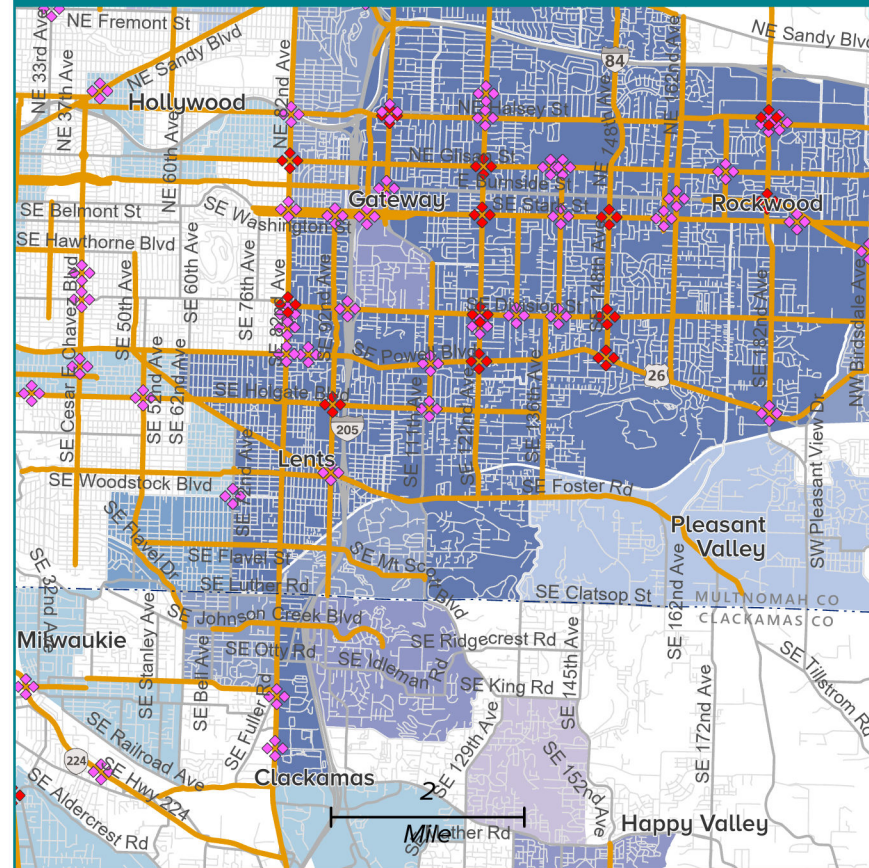 NE Fremont St
NE 33rd Ave
NE 37th Ave
NE Sandy Blvd
Hollywood
NE 82nd Ave
NE 60th Ave
84
NE Sandy Blvd
NE 162nd Ave
NE 148th Ave
NE Halsey St
NE Glisan St
E Burnside St
SE Stark St
Gateway
Rockwood
SE Belmont St
SE Washington St
SE Hawthorne Blvd
SE Cesar E Chavez Blvd
SE 50th Ave
SE 60th Ave
SE 76th Ave
SE 82nd Ave
SE 92nd Ave
SE Division St
SE 148th Ave
SE 182nd Ave
NW Birdsdale Ave
SE Powell Blvd
26
SE 52nd Ave
SE 62nd Ave
SE Holgate Blvd
205
SE 111th Ave
SE 122nd Ave
SE 136th Ave
SE 72nd Ave
Lents
SE Woodstock Blvd
SE Foster Rd
SW Pleasant View Dr
Pleasant
Valley
SE Flavel Dr
SE Flavel St
SE Mt Scott Blvd
SE Luther Rd
SE 32nd Ave
SE Clatsop St
SE 162nd Ave
MULTNOMAH CO
CLACKAMAS CO
SE Johnson Creek Blvd
Milwaukie
SE Stanley Ave
SE Bell Ave
SE Otty Rd
SE Idleman Rd
SE Ridgecrest Rd
SE 145th Ave
SE King Rd
SE Fuller Rd
SE 129th Ave
SE 152nd Ave
SE 172nd Ave
SE Tillstrom Rd
SE Railroad Ave
224
SE Hwy 224
SE Aldercrest Rd
Clackamas
2
Mile
Happy Valley